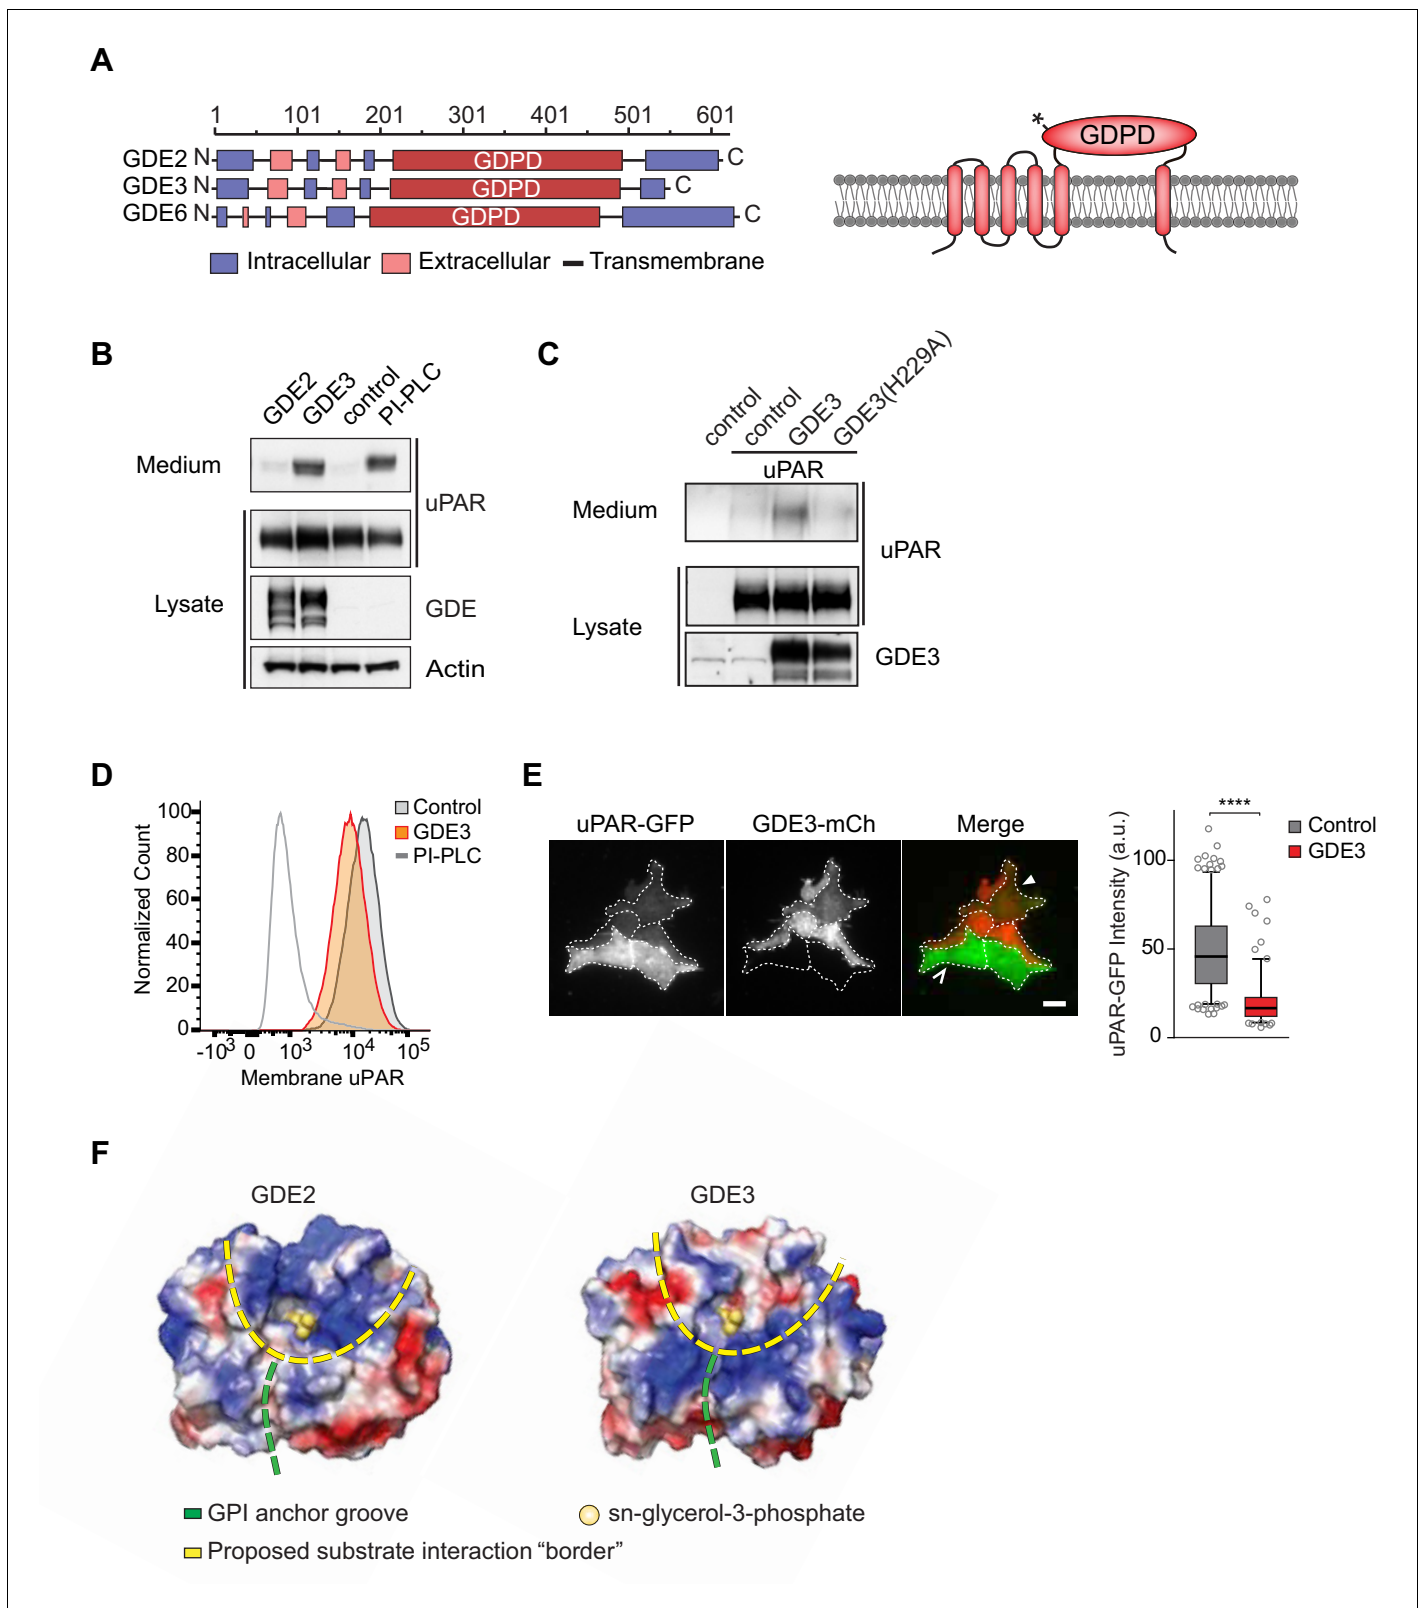 A
1 101 201 301 401 501 601
GDE2 N GDPD C
GDE3 N GDPD C
GDE6 N GDPD C
Intracellular Extracellular Transmembrane
* GDPD
B
GDE2 GDE3 control PI-PLC
Medium
uPAR
Lysate
GDE
Actin
C
control control GDE3 GDE3(H229A)
uPAR
Medium
uPAR
Lysate
GDE3
D
Normalized Count
100
80
60
40
20
0
-10³ 0 10³ 10⁴ 10⁵
Membrane uPAR
Control
GDE3
PI-PLC
E
uPAR-GFP GDE3-mCh Merge
uPAR-GFP Intensity (a.u.)
100
50
0
****
Control
GDE3
F
GDE2 GDE3
GPI anchor groove
sn-glycerol-3-phosphate
Proposed substrate interaction “border”